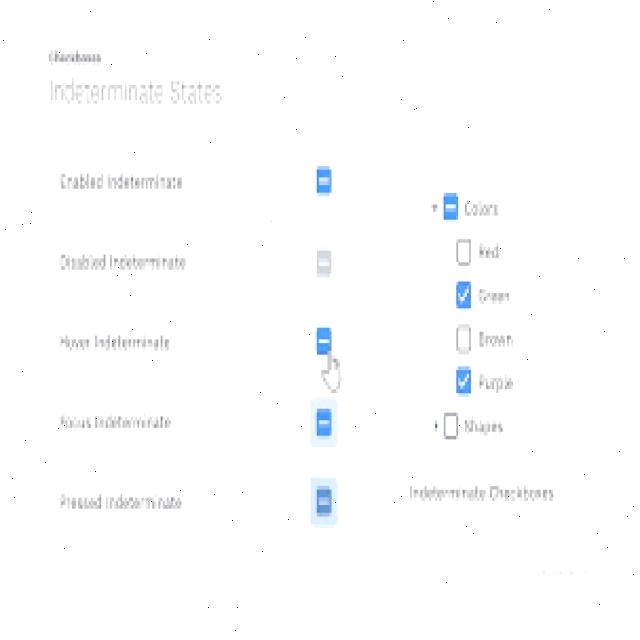 Checkboxes
Indeterminate States
Enabled Indeterminate
Disabled Indeterminate
Hover Indeterminate
Focus Indeterminate
Pressed Indeterminate
Colors
Red
Green
Brown
Purple
Shapes
Indeterminate Checkboxes